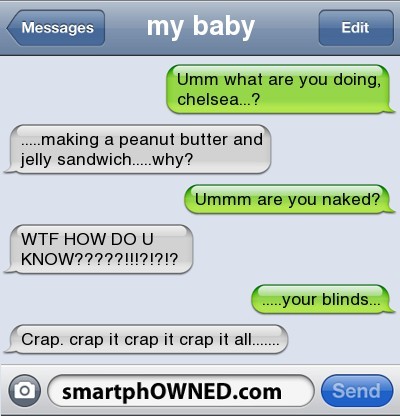 Messages
my baby
Edit
Umm what are you doing,
chelsea...?
.....making a peanut butter and
jelly sandwich.....why?
Ummm are you naked?
WTF HOW DO U
KNOW?????!!!?!?!?
.....your blinds...
Crap. crap it crap it crap it all.......
smartphOWNED.com
Send